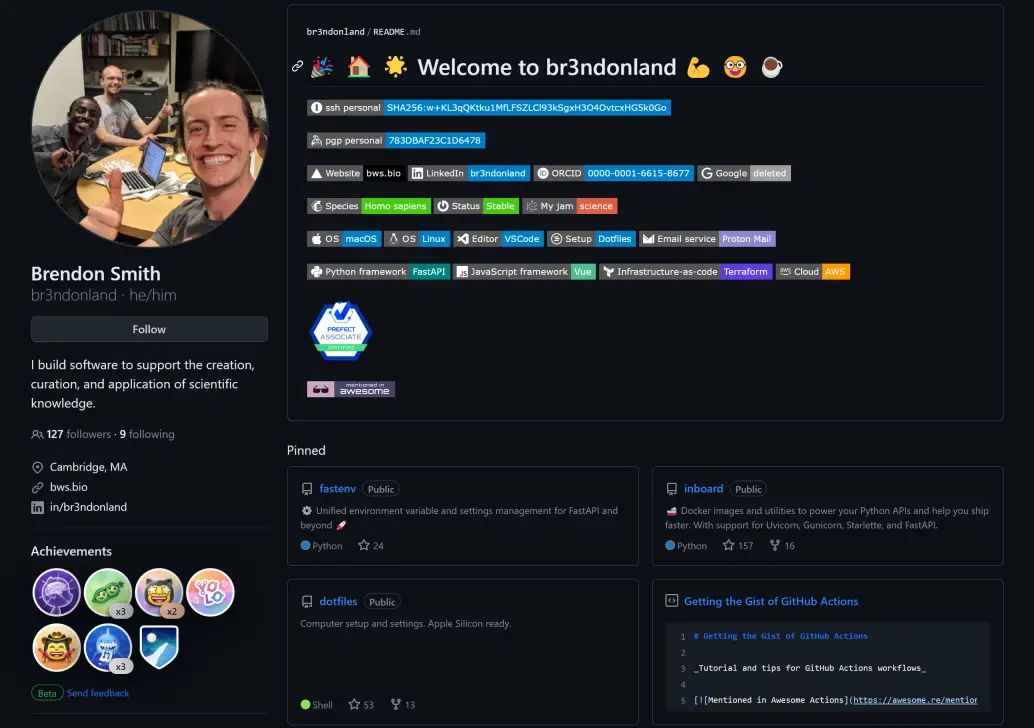 br3ndonland / README.md
Welcome to br3ndonland
ssh personal SHA256:w+KL3qQKtku1MfLFSZLCl93kSgxH3O4OvtcxHG5k0Go
pgp personal 783DBAF23C1D6478
Website bws.bio LinkedIn br3ndonland ORCID 0000-0001-6615-8677 Google deleted
Species Homo sapiens Status Stable My jam science
OS macOS OS Linux Editor VSCode Setup Dotfiles Email service Proton Mail
Python framework FastAPI JavaScript framework Vue Infrastructure-as-code Terraform Cloud AWS
PREFECT
ASSOCIATE
CERTIFIED
mentioned in
awesome
Brendon Smith
br3ndonland · he/him
Follow
I build software to support the creation,
curation, and application of scientific
knowledge.
127 followers · 9 following
Cambridge, MA
bws.bio
in/br3ndonland
Achievements
x3
x2
YOLO
x3
Beta Send feedback
Pinned
fastenv Public
Unified environment variable and settings management for FastAPI and
beyond
Python 24
inboard Public
Docker images and utilities to power your Python APIs and help you ship
faster. With support for Uvicorn, Gunicorn, Starlette, and FastAPI.
Python 157 16
dotfiles Public
Computer setup and settings. Apple Silicon ready.
Shell 53 13
Getting the Gist of GitHub Actions
1 # Getting the Gist of GitHub Actions
2
3 _Tutorial and tips for GitHub Actions workflows_
4
5 [![Mentioned in Awesome Actions](https://awesome.re/mention